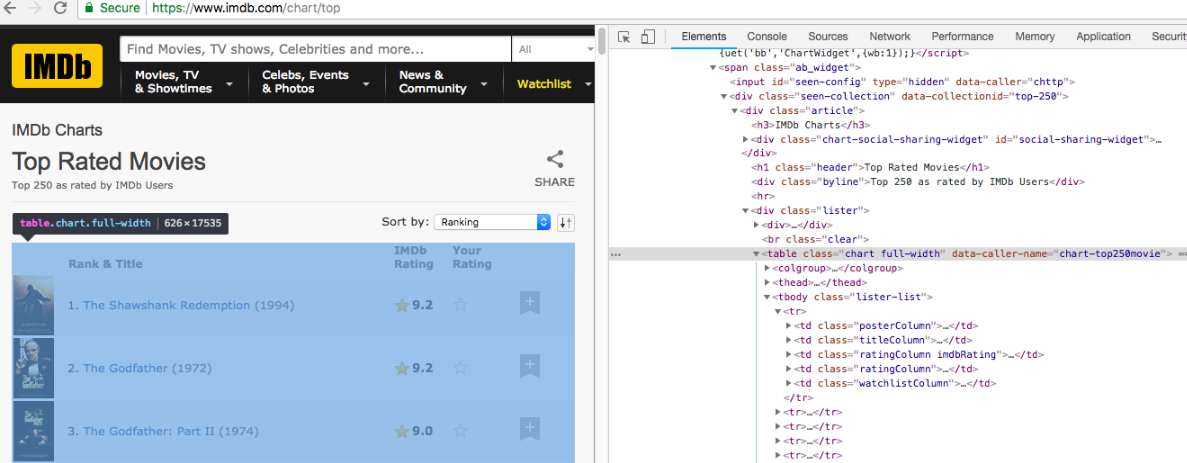 Secure | https://www.imdb.com/chart/top
IMDb
Find Movies, TV shows, Celebrities and more...
All
Movies, TV
& Showtimes
Celebs, Events
& Photos
News &
Community
Watchlist
IMDb Charts
Top Rated Movies
Top 250 as rated by IMDb Users
SHARE
table.chart.full-width | 626×17535
Sort by: Ranking
Rank & Title
IMDb
Rating
Your
Rating
1. The Shawshank Redemption (1994)
9.2
2. The Godfather (1972)
9.2
3. The Godfather: Part II (1974)
9.0
Elements Console Sources Network Performance Memory Application Security
{uet('bb','ChartWidget',{wb:1});}</script>
▼<span class="ab_widget">
<input id="seen-config" type="hidden" data-caller="chttp">
▼<div class="seen-collection" data-collectionid="top-250">
▼<div class="article">
<h3>IMDb Charts</h3>
▶<div class="chart-social-sharing-widget" id="social-sharing-widget">…
</div>
<h1 class="header">Top Rated Movies</h1>
<div class="byline">Top 250 as rated by IMDb Users</div>
<hr>
▼<div class="lister">
▶<div>…</div>
<br class="clear">
… ▼<table class="chart full-width" data-caller-name="chart-top250movie"> ==
▶<colgroup>…</colgroup>
▶<thead>…</thead>
▼<tbody class="lister-list">
▼<tr>
▶<td class="posterColumn">…</td>
▶<td class="titleColumn">…</td>
▶<td class="ratingColumn imdbRating">…</td>
▶<td class="ratingColumn">…</td>
▶<td class="watchlistColumn">…</td>
</tr>
▶<tr>…</tr>
▶<tr>…</tr>
▶<tr>…</tr>
▶<tr>…</tr>